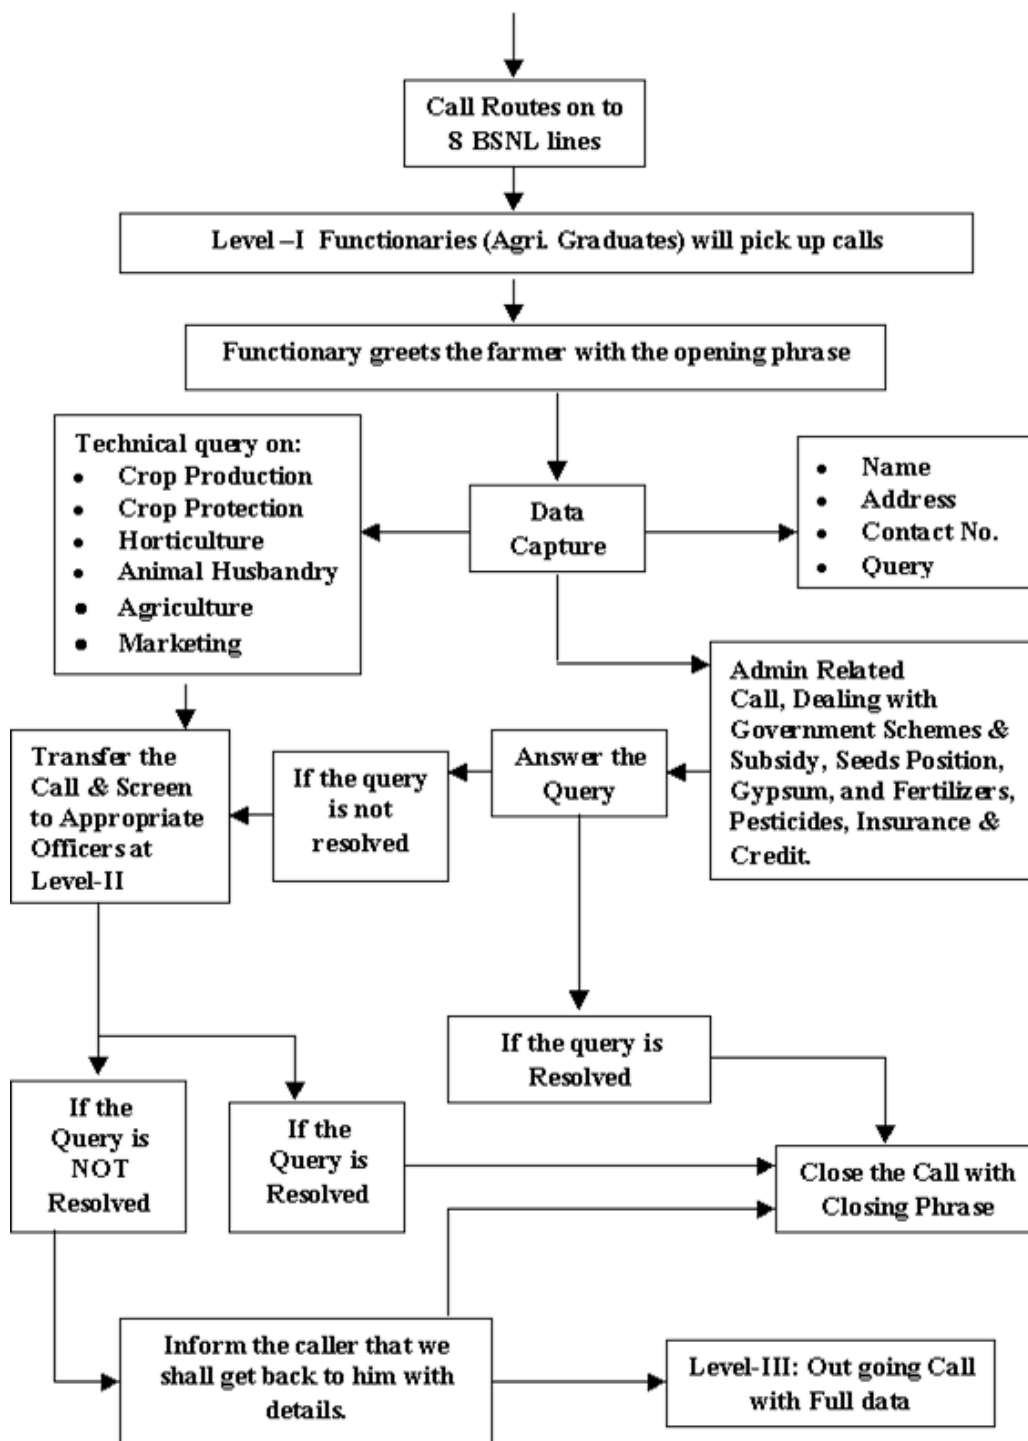 Call Routes on to
8 BSNL lines
Level –I Functionaries (Agri. Graduates) will pick up calls
Functionary greets the farmer with the opening phrase
Technical query on:
• Crop Production
• Crop Protection
• Horticulture
• Animal Husbandry
• Agriculture
• Marketing
Data
Capture
• Name
• Address
• Contact No.
• Query
Admin Related
Call, Dealing with
Government Schemes &
Subsidy, Seeds Position,
Gypsum, and Fertilizers,
Pesticides, Insurance &
Credit.
Answer the
Query
If the query
is not
resolved
Transfer the
Call & Screen
to Appropriate
Officers at
Level-II
If the query is
Resolved
If the
Query is
NOT
Resolved
If the
Query is
Resolved
Close the Call with
Closing Phrase
Inform the caller that we
shall get back to him with
details.
Level-III: Out going Call
with Full data